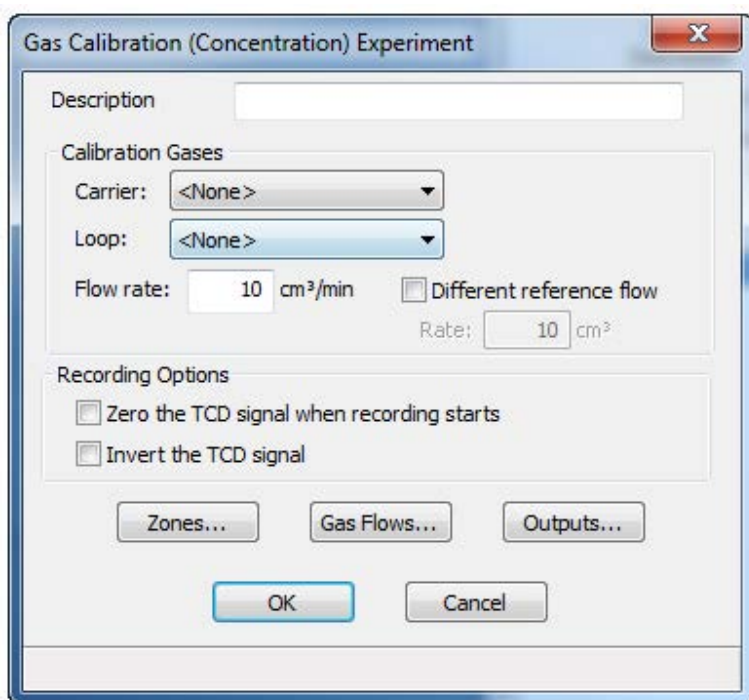 Gas Calibration (Concentration) Experiment
Description
Calibration Gases
Carrier: <None>
Loop: <None>
Flow rate: 10 cm³/min Different reference flow
Rate: 10 cm³
Recording Options
Zero the TCD signal when recording starts
Invert the TCD signal
Zones... Gas Flows... Outputs...
OK Cancel